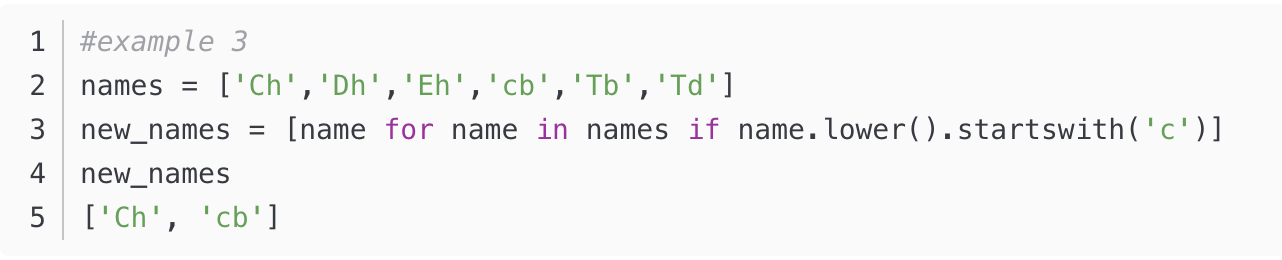 1 #example 3
2 names = ['Ch','Dh','Eh','cb','Tb','Td']
3 new_names = [name for name in names if name.lower().startswith('c')]
4 new_names
5 ['Ch', 'cb']